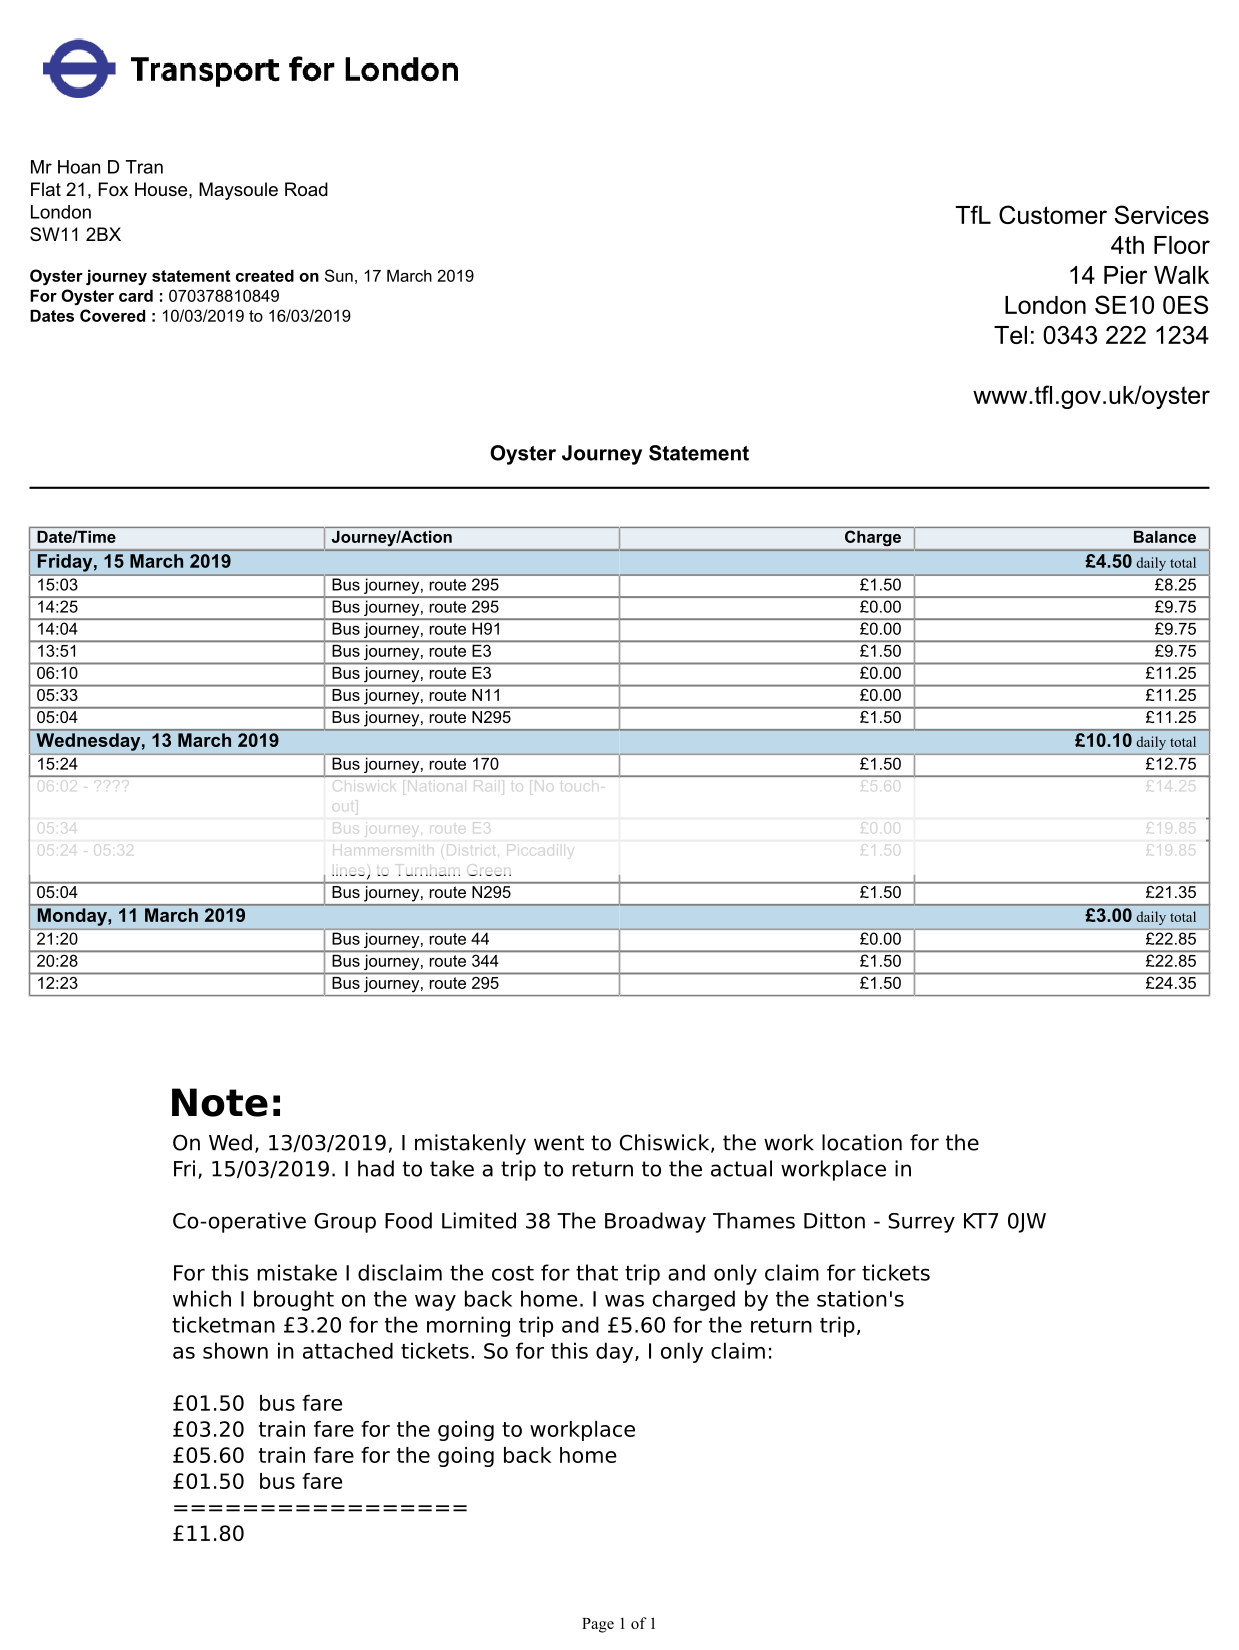 Transport for London
Mr Hoan D Tran
Flat 21, Fox House, Maysoule Road
London
SW11 2BX
TfL Customer Services
4th Floor
14 Pier Walk
London SE10 0ES
Tel: 0343 222 1234
www.tfl.gov.uk/oyster
Oyster journey statement created on Sun, 17 March 2019
For Oyster card : 070378810849
Dates Covered : 10/03/2019 to 16/03/2019
Oyster Journey Statement
Date/Time Journey/Action Charge Balance
Friday, 15 March 2019 £4.50 daily total
15:03 Bus journey, route 295 £1.50 £8.25
14:25 Bus journey, route 295 £0.00 £9.75
14:04 Bus journey, route H91 £0.00 £9.75
13:51 Bus journey, route E3 £1.50 £9.75
06:10 Bus journey, route E3 £0.00 £11.25
05:33 Bus journey, route N11 £0.00 £11.25
05:04 Bus journey, route N295 £1.50 £11.25
Wednesday, 13 March 2019 £10.10 daily total
15:24 Bus journey, route 170 £1.50 £12.75
06:02 - ???? Chiswick [National Rail] to [No touch- £5.60 £14.25
out]
05:34 Bus journey, route E3 £0.00 £19.85
05:24 - 05:32 Hammersmith (District, Piccadilly £1.50 £19.85
lines) to Turnham Green
05:04 Bus journey, route N295 £1.50 £21.35
Monday, 11 March 2019 £3.00 daily total
21:20 Bus journey, route 44 £0.00 £22.85
20:28 Bus journey, route 344 £1.50 £22.85
12:23 Bus journey, route 295 £1.50 £24.35
Note:
On Wed, 13/03/2019, I mistakenly went to Chiswick, the work location for the
Fri, 15/03/2019. I had to take a trip to return to the actual workplace in
Co-operative Group Food Limited 38 The Broadway Thames Ditton - Surrey KT7 0JW
For this mistake I disclaim the cost for that trip and only claim for tickets
which I brought on the way back home. I was charged by the station's
ticketman £3.20 for the morning trip and £5.60 for the return trip,
as shown in attached tickets. So for this day, I only claim:
£01.50 bus fare
£03.20 train fare for the going to workplace
£05.60 train fare for the going back home
£01.50 bus fare
=================
£11.80
Page 1 of 1